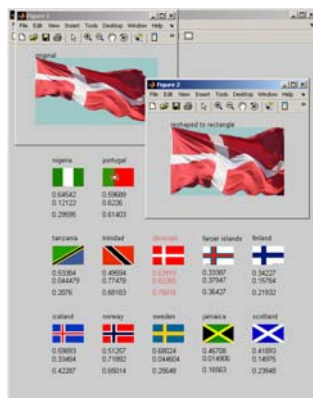 Figure 1
File Edit View Insert Tools Desktop Window Help
original
Figure 2
File Edit View Insert Tools Desktop Window Help
reshaped to rectangle
nigeria portugal
0.64542 0.59689
0.12122 0.6226
0.29595 0.61403
tanzania trinidad denmark faroer islands finland
0.53384 0.49594 0.33387 0.34227
0.044479 0.77478 0.37947 0.15784
0.2076 0.68183 0.36427 0.21932
iceland norway sweden jamaica scotland
0.59893 0.51257 0.68024 0.46708 0.41893
0.33484 0.71892 0.044604 0.014906 0.14975
0.42287 0.65014 0.25648 0.16563 0.23948